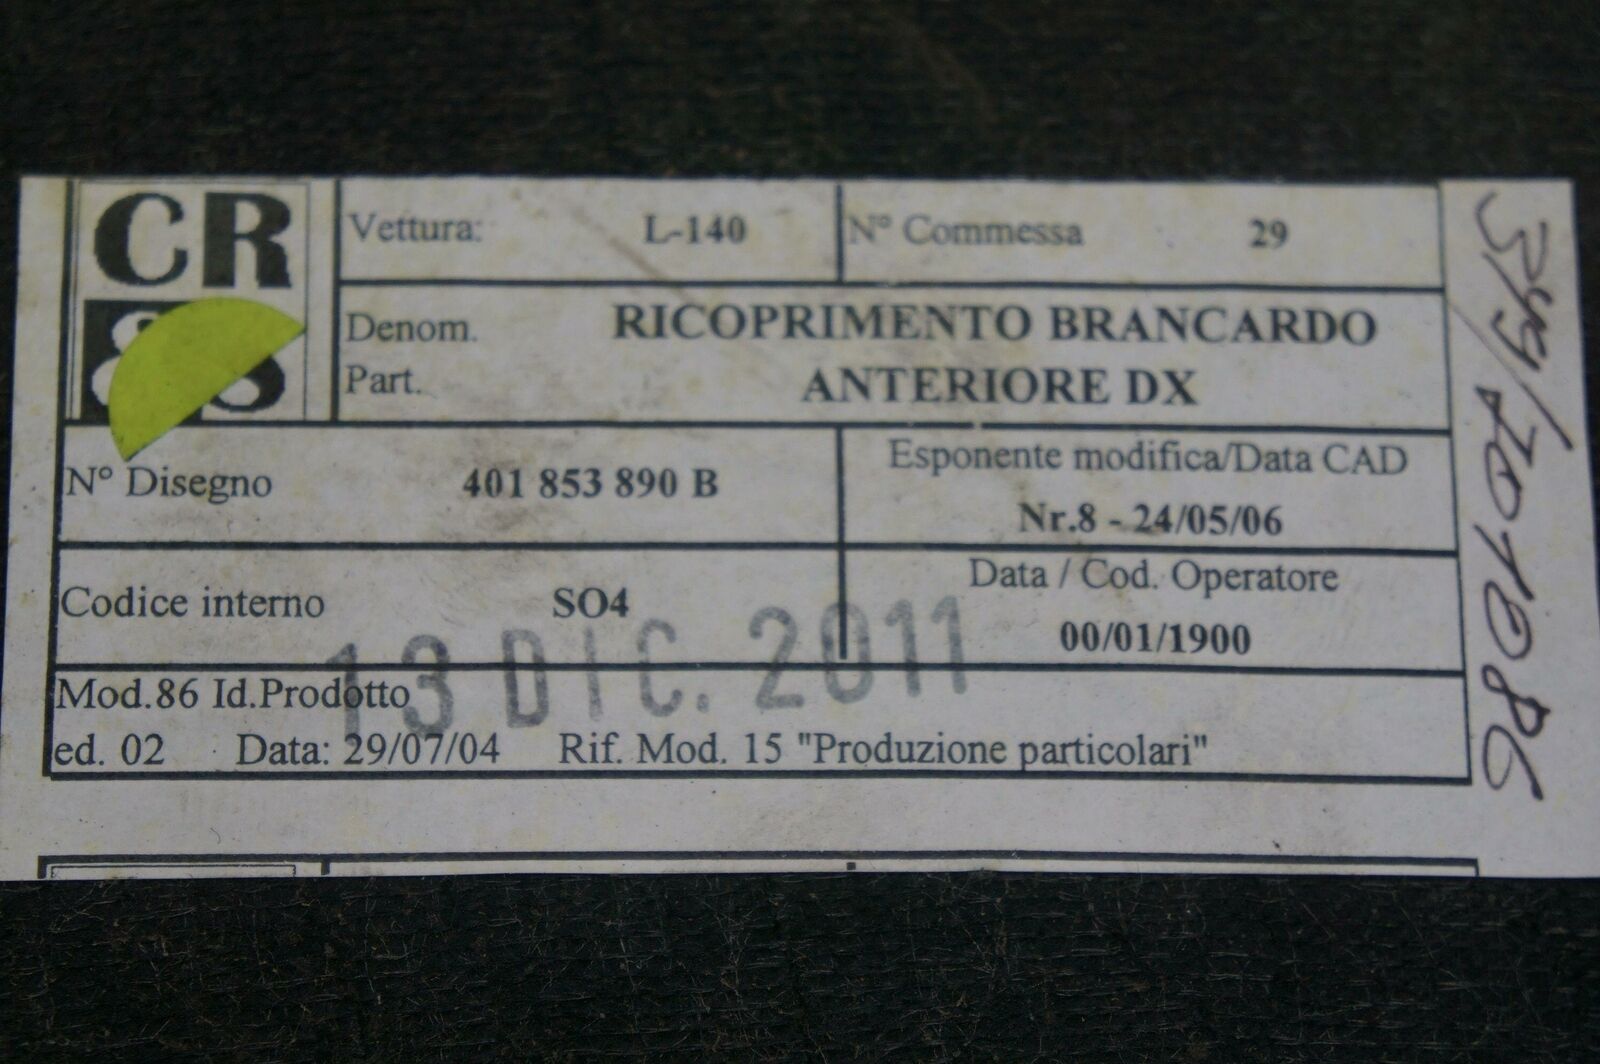 CR
Vettura: L-140 N° Commessa 29
Denom. Part. RICOPRIMENTO BRANCARDO
ANTERIORE DX
N° Disegno 401 853 890 B
Esponente modifica/Data CAD
Nr.8 - 24/05/06
Codice interno SO4
Data / Cod. Operatore
00/01/1900
13 DIC. 2011
Mod.86 Id.Prodotto
ed. 02 Data: 29/07/04 Rif. Mod. 15 "Produzione particolari"